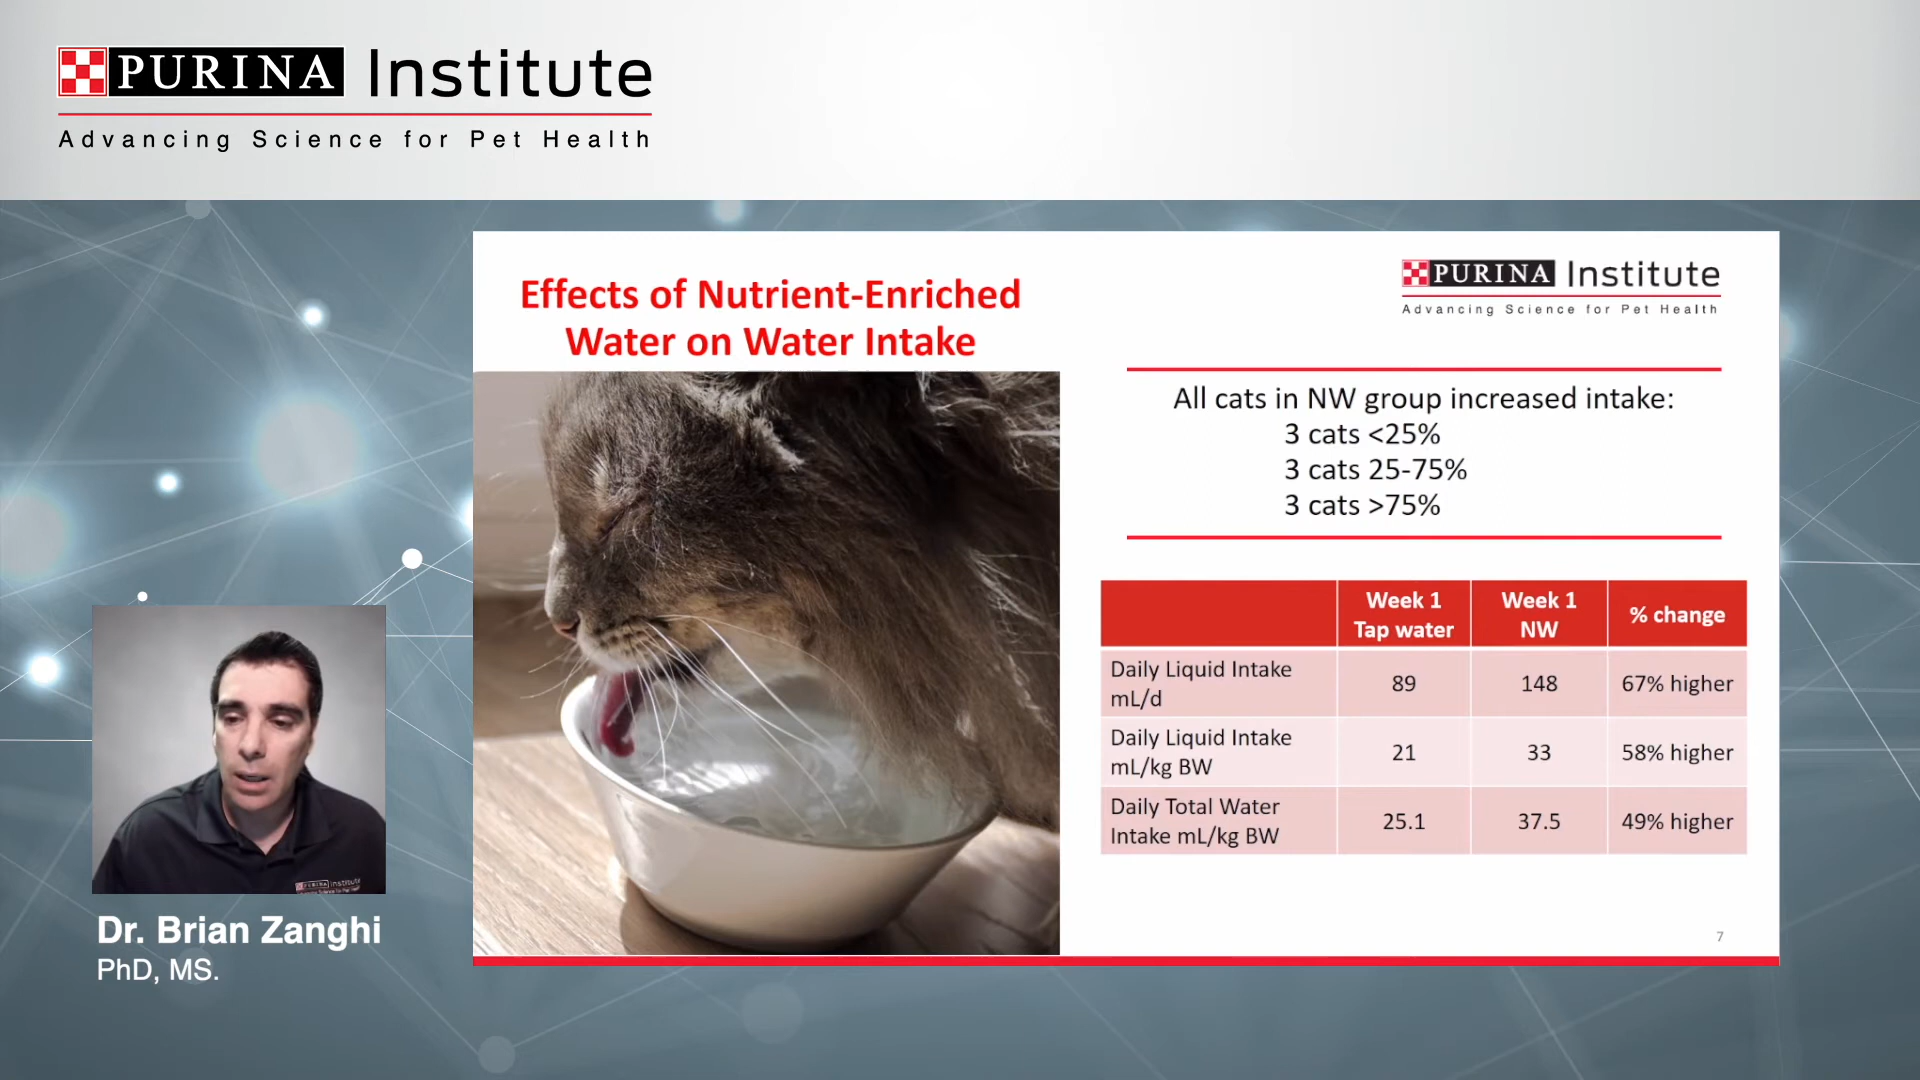 PURINA Institute
Advancing Science for Pet Health
Effects of Nutrient-Enriched
Water on Water Intake
PURINA Institute
Advancing Science for Pet Health
All cats in NW group increased intake:
3 cats <25%
3 cats 25-75%
3 cats >75%
Week 1 Tap water
Week 1 NW
% change
Daily Liquid Intake mL/d
89
148
67% higher
Daily Liquid Intake mL/kg BW
21
33
58% higher
Daily Total Water Intake mL/kg BW
25.1
37.5
49% higher
7
PURINA Institute
Dr. Brian Zanghi
PhD, MS.